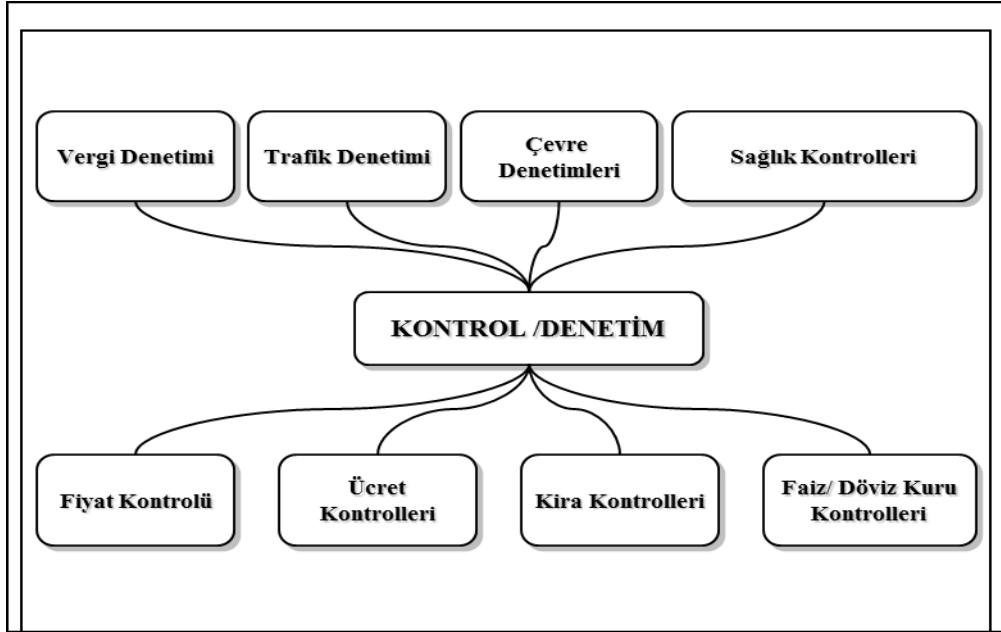 Vergi Denetimi
Trafik Denetimi
Çevre
Denetimleri
Sağlık Kontrolleri
KONTROL /DENETİM
Fiyat Kontrolü
Ücret
Kontrolleri
Kira Kontrolleri
Faiz/ Döviz Kuru
Kontrolleri